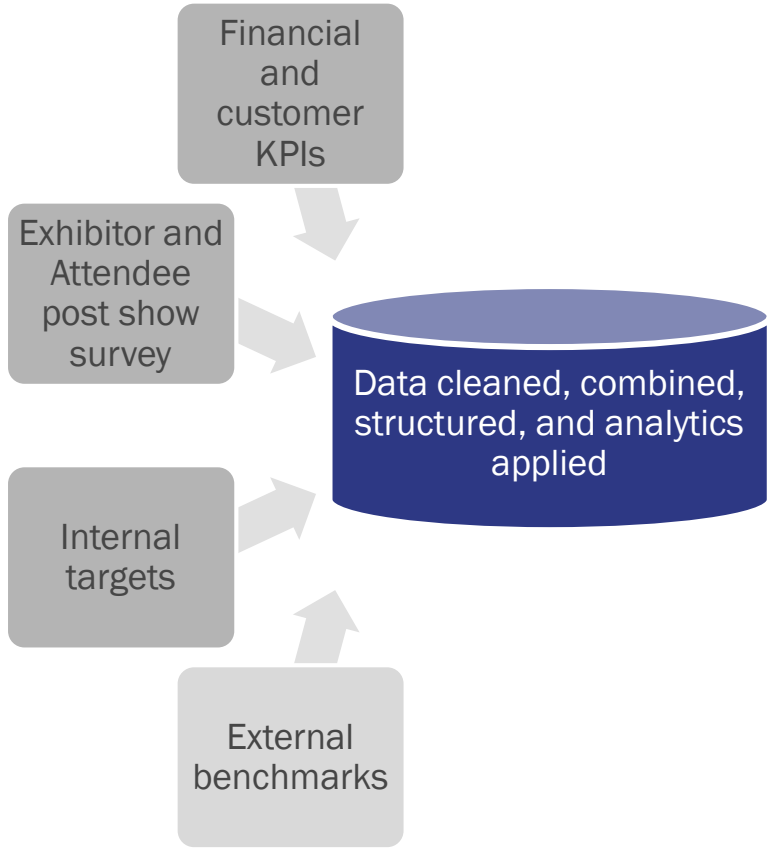 Financial
and
customer
KPIs
Exhibitor and
Attendee
post show
survey
Data cleaned, combined,
structured, and analytics
applied
Internal
targets
External
benchmarks